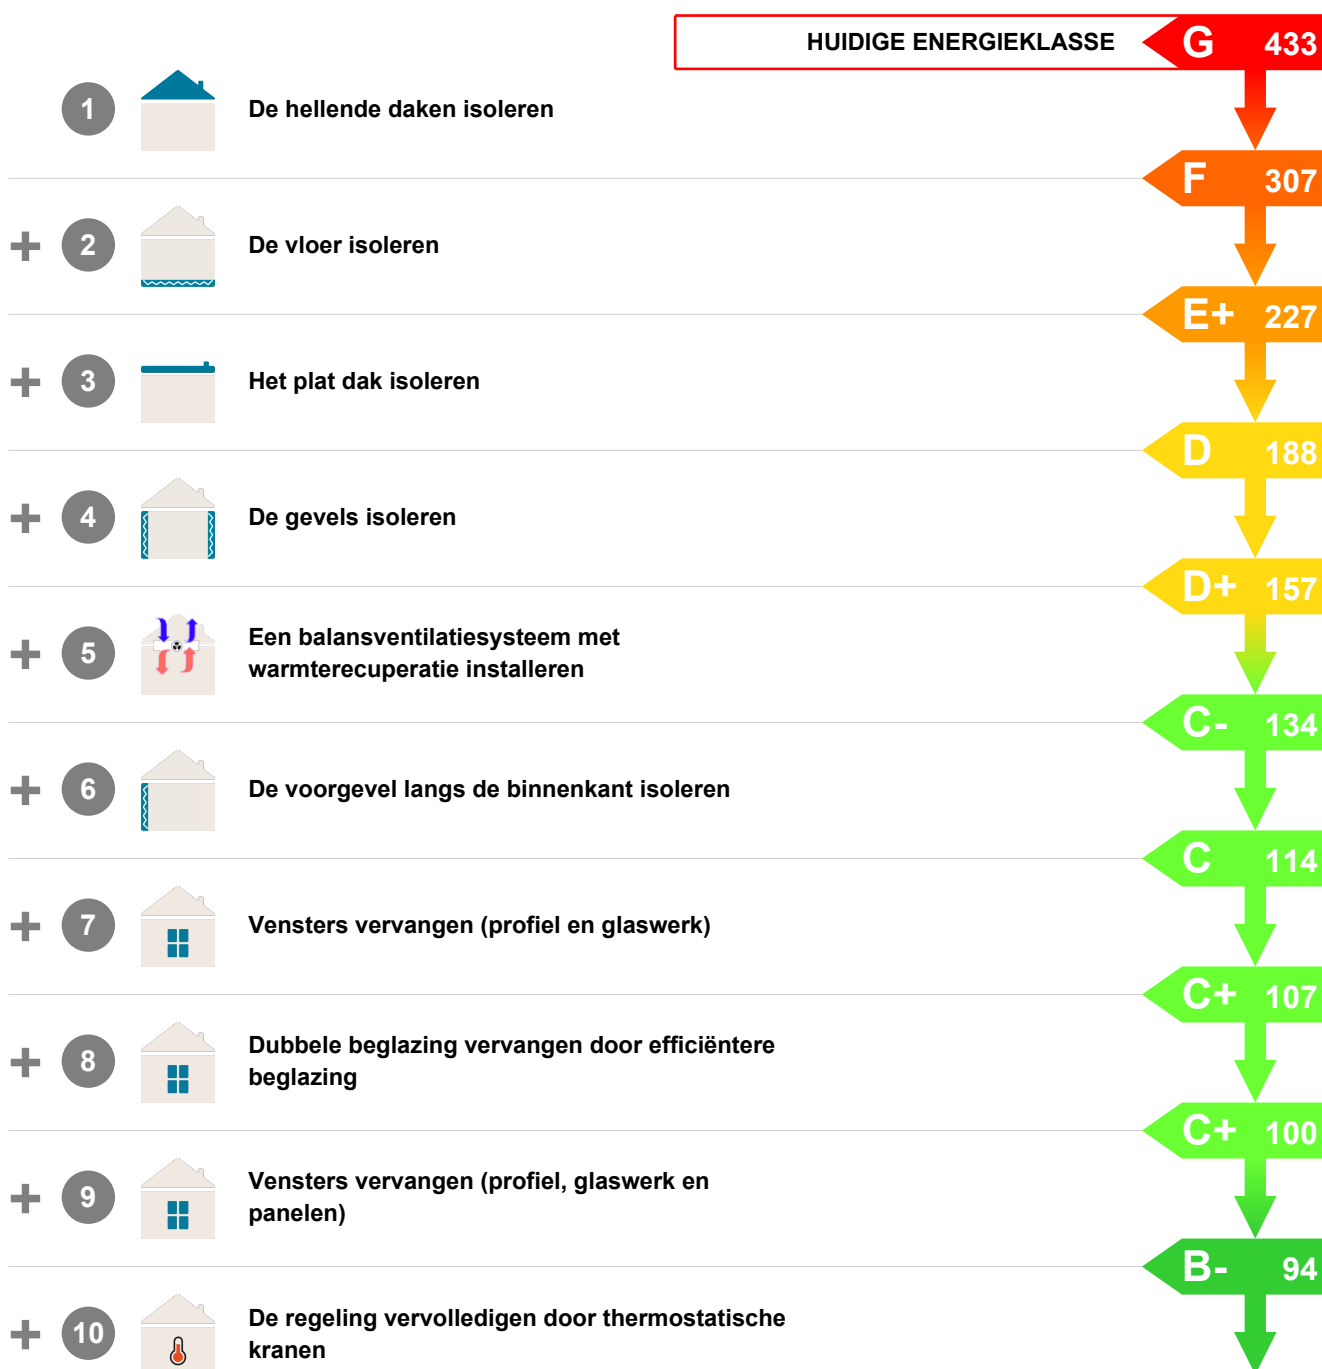 HUIDIGE ENERGIEKLASSE G 433
1 De hellende daken isoleren
F 307
+ 2 De vloer isoleren
E+ 227
+ 3 Het plat dak isoleren
D 188
+ 4 De gevels isoleren
D+ 157
+ 5 Een balansventilatiesysteem met
warmterecuperatie installeren
C- 134
+ 6 De voorgevel langs de binnenkant isoleren
C 114
+ 7 Vensters vervangen (profiel en glaswerk)
C+ 107
+ 8 Dubbele beglazing vervangen door efficiëntere
beglazing
C+ 100
+ 9 Vensters vervangen (profiel, glaswerk en
panelen)
B- 94
+ 10 De regeling vervolledigen door thermostatische
kranen